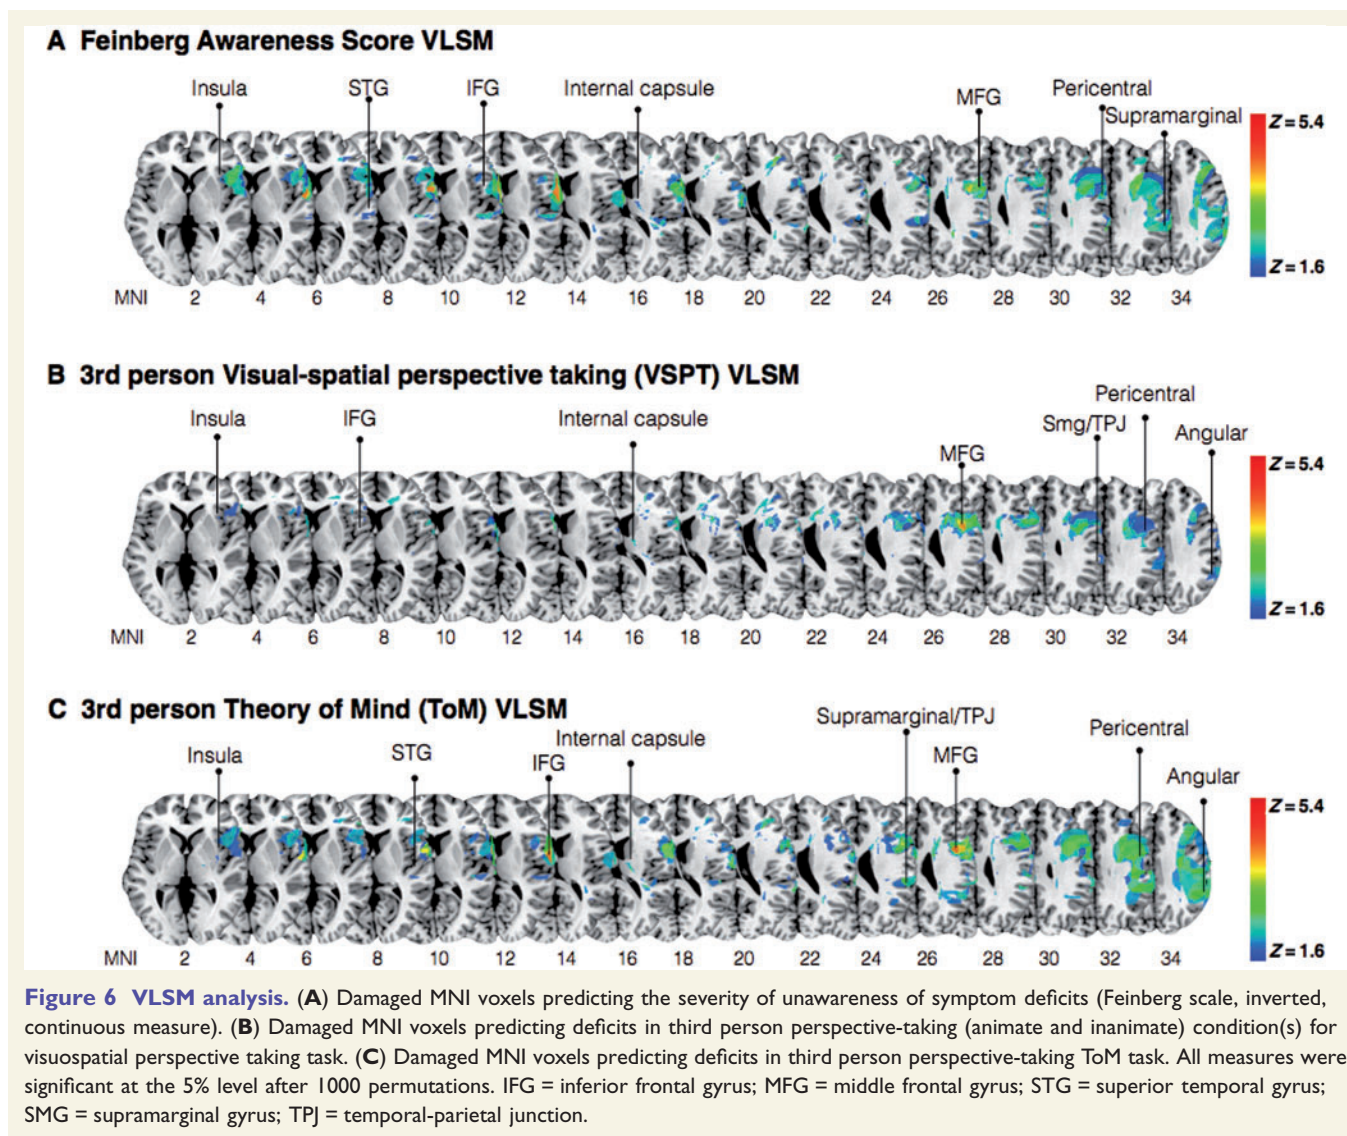 A Feinberg Awareness Score VLSM
Insula STG IFG Internal capsule MFG Pericentral
Supramarginal
Z = 5.4
Z = 1.6
MNI 2 4 6 8 10 12 14 16 18 20 22 24 26 28 30 32 34
B 3rd person Visual-spatial perspective taking (VSPT) VLSM
Pericentral
Insula IFG Internal capsule Smg/TPJ Angular
MFG
Z = 5.4
Z = 1.6
MNI 2 4 6 8 10 12 14 16 18 20 22 24 26 28 30 32 34
C 3rd person Theory of Mind (ToM) VLSM
Supramarginal/TPJ
Insula STG IFG Internal capsule MFG Pericentral
Angular
Z = 5.4
Z = 1.6
MNI 2 4 6 8 10 12 14 16 18 20 22 24 26 28 30 32 34
Figure 6 VLSM analysis. (A) Damaged MNI voxels predicting the severity of unawareness of symptom deficits (Feinberg scale, inverted,
continuous measure). (B) Damaged MNI voxels predicting deficits in third person perspective-taking (animate and inanimate) condition(s) for
visuospatial perspective taking task. (C) Damaged MNI voxels predicting deficits in third person perspective-taking ToM task. All measures were
significant at the 5% level after 1000 permutations. IFG = inferior frontal gyrus; MFG = middle frontal gyrus; STG = superior temporal gyrus;
SMG = supramarginal gyrus; TPJ = temporal-parietal junction.